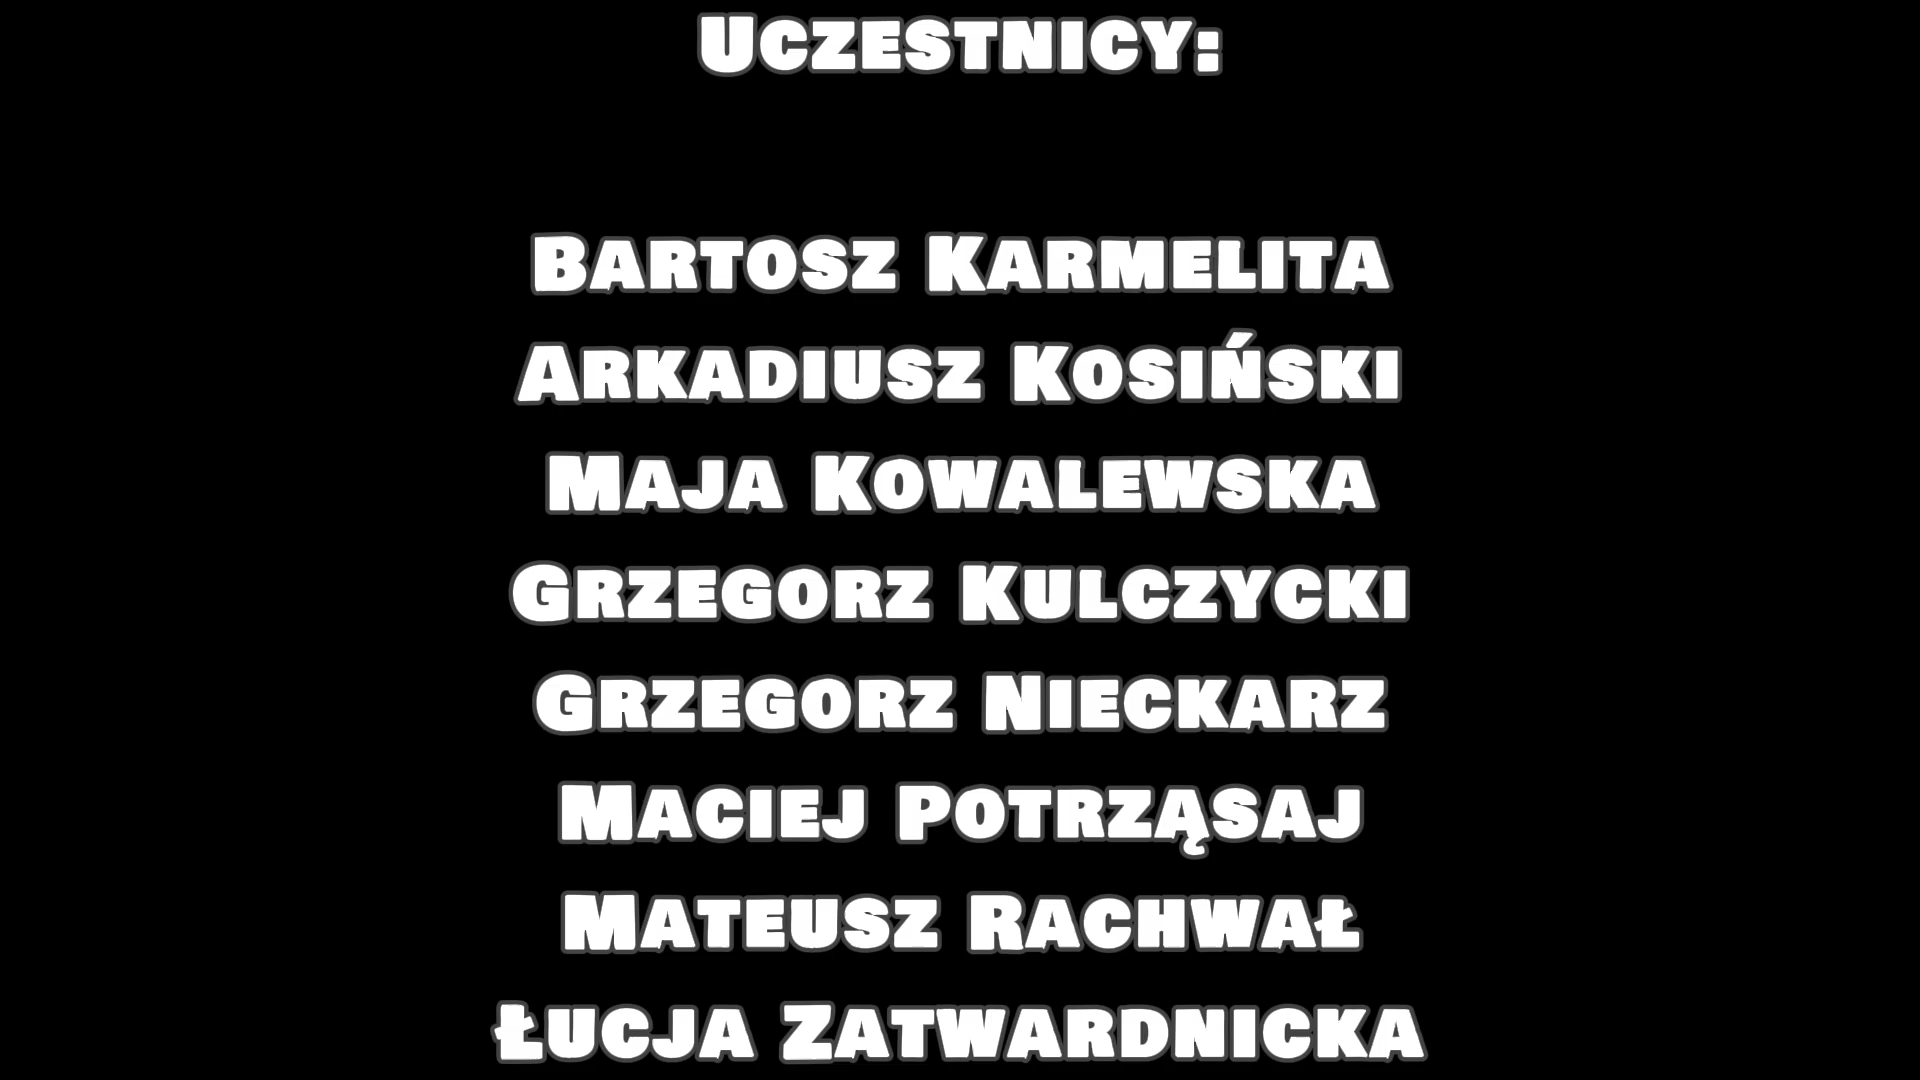 Uczestnicy:
Bartosz Karmelita
Arkadiusz Kosiński
Maja Kowalewska
Grzegorz Kulczycki
Grzegorz Nieckarz
Maciej Potrząsaj
Mateusz Rachwał
Łucja Zatwardnicka